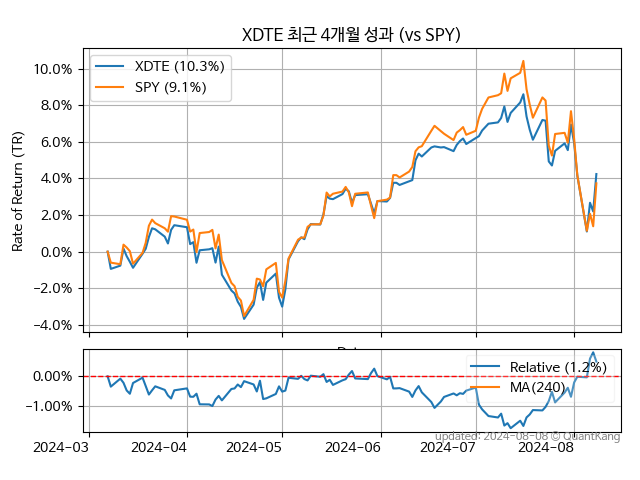 XDTE 최근 4개월 성과 (vs SPY)
XDTE (10.3%)
SPY (9.1%)
Rate of Return (TR)
10.0%
8.0%
6.0%
4.0%
2.0%
0.0%
−2.0%
−4.0%
0.00%
−1.00%
Relative (1.2%)
MA(240)
2024-03
2024-04
2024-05
2024-06
2024-07
2024-08
updated: 2024-08-08 © QuantKang